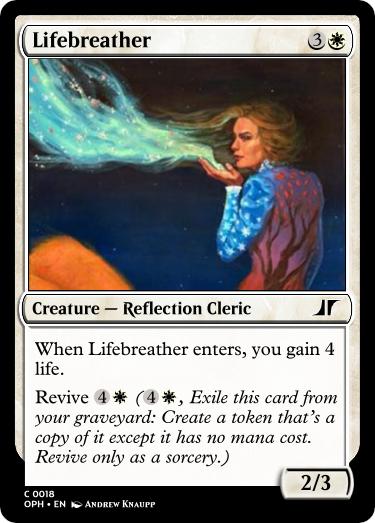 Lifebreather 3
Creature — Reflection Cleric
When Lifebreather enters, you gain 4
life.
Revive 4 (4, Exile this card from
your graveyard: Create a token that's a
copy of it except it has no mana cost.
Revive only as a sorcery.)
2/3
C 0018
OPH • EN Andrew Knaupp